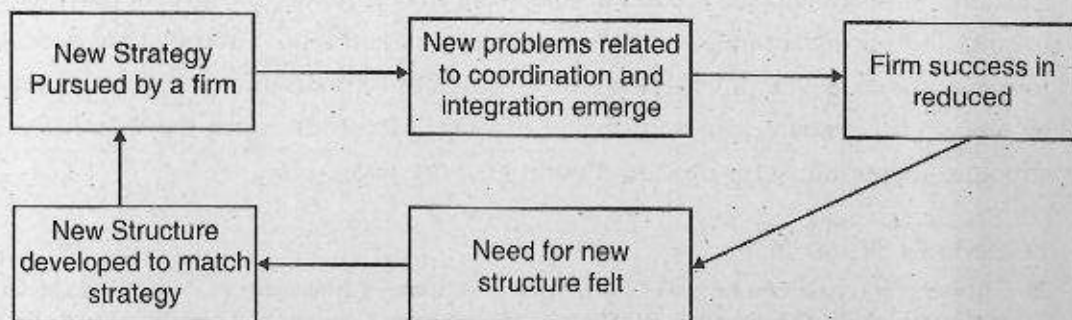 New Strategy
Pursued by a firm
New problems related
to coordination and
integration emerge
Firm success in
reduced
Need for new
structure felt
New Structure
developed to match
strategy